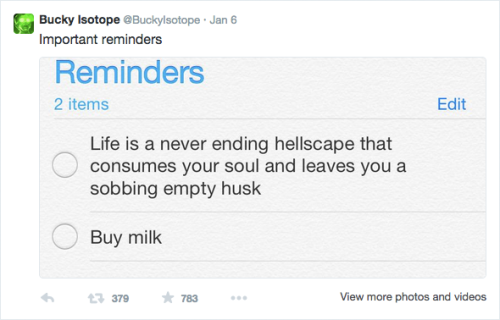 Bucky Isotope @BuckyIsotope · Jan 6
Important reminders
Reminders
2 items Edit
Life is a never ending hellscape that
consumes your soul and leaves you a
sobbing empty husk
Buy milk
379 783 View more photos and videos